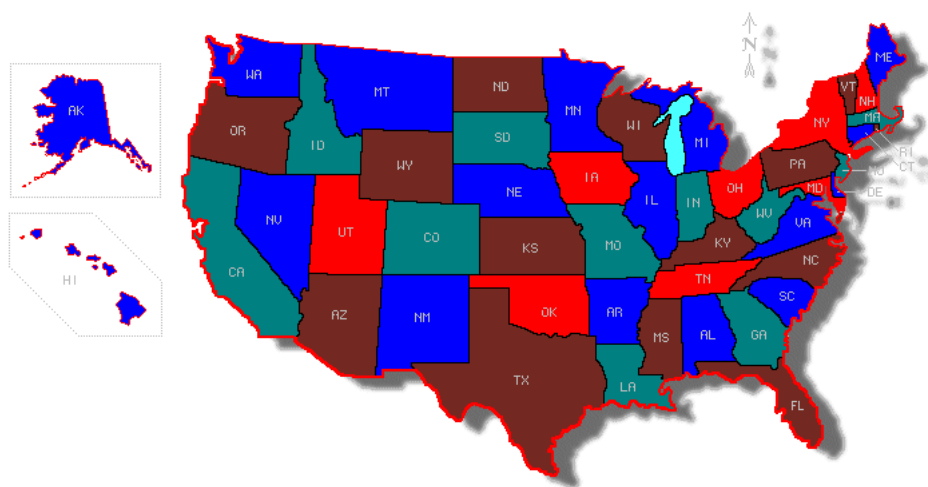 N
ME
WA
VT
AK
MT
ND
NH
MN
MA
NY
OR
WI
MI
SD
ID
RI
PA
CT
WY
NJ
IA
OH
MD
NE
DE
IL
IN
WV
NV
VA
UT
CO
MO
KY
KS
NC
CA
HI
TN
SC
AZ
NM
OK
AR
MS
AL
GA
TX
LA
FL